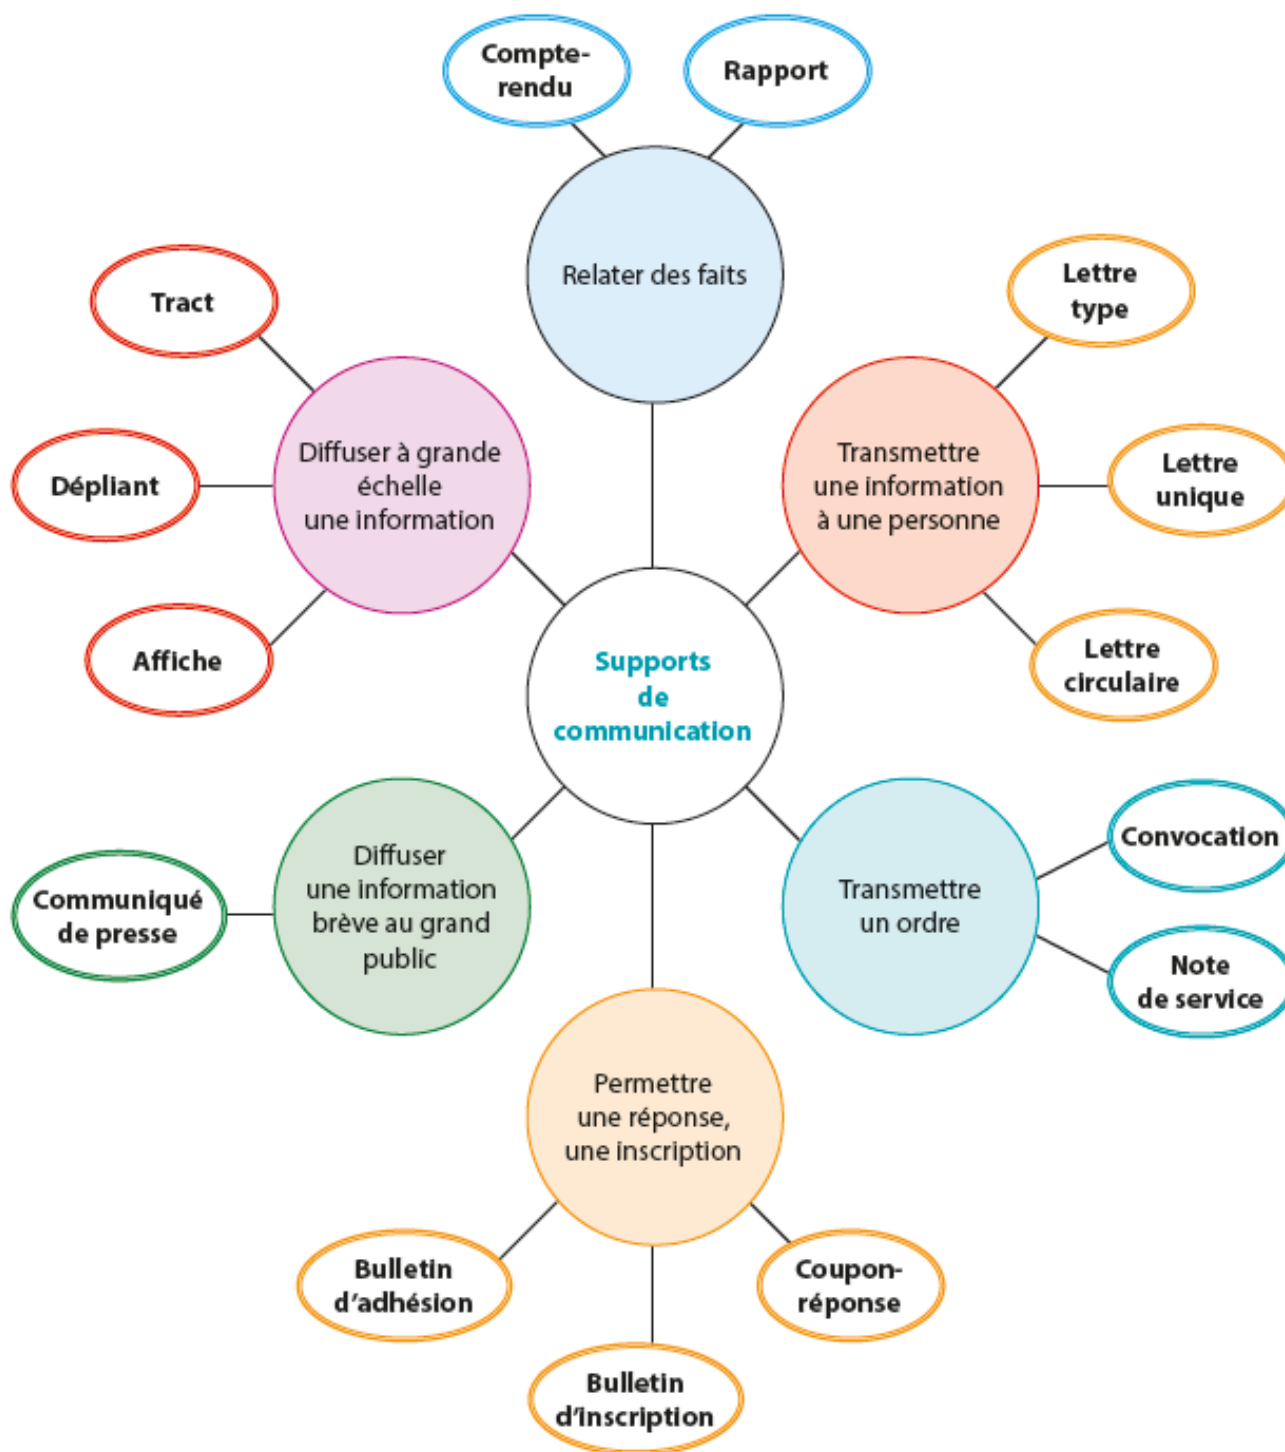 Compte-
rendu
Rapport
Relater des faits
Tract
Dépliant
Affiche
Diffuser à grande
échelle
une information
Lettre
type
Lettre
unique
Lettre
circulaire
Transmettre
une information
à une personne
Supports
de
communication
Communiqué
de presse
Diffuser
une information
brève au grand
public
Transmettre
un ordre
Convocation
Note
de service
Permettre
une réponse,
une inscription
Bulletin
d’adhésion
Bulletin
d’inscription
Coupon-
réponse